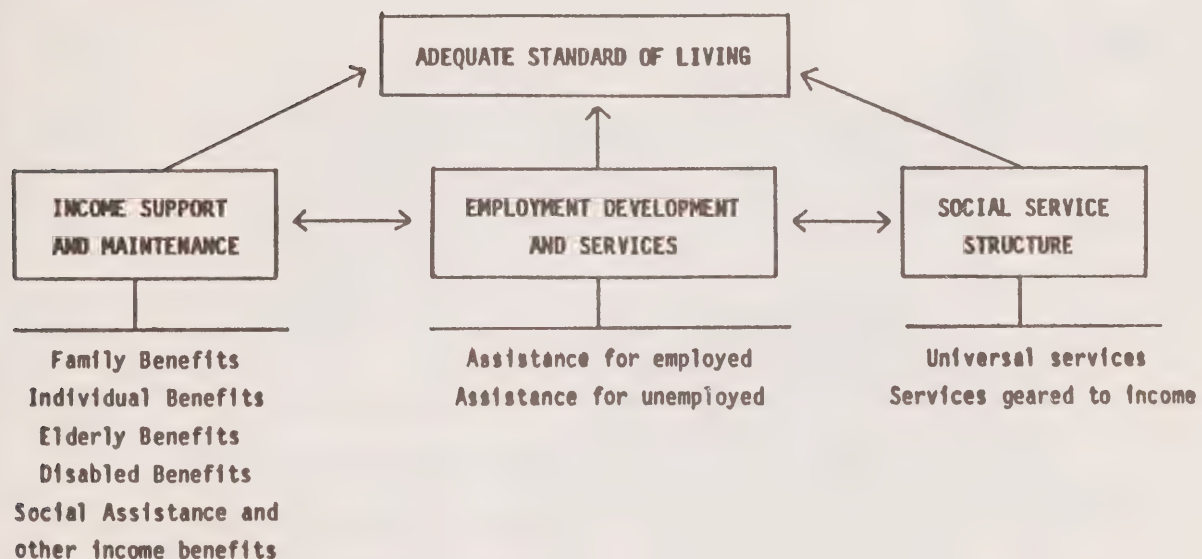 ADEQUATE STANDARD OF LIVING
INCOME SUPPORT
AND MAINTENANCE
EMPLOYMENT DEVELOPMENT
AND SERVICES
SOCIAL SERVICE
STRUCTURE
Family Benefits
Individual Benefits
Elderly Benefits
Disabled Benefits
Social Assistance and
other income benefits
Assistance for employed
Assistance for unemployed
Universal services
Services geared to income